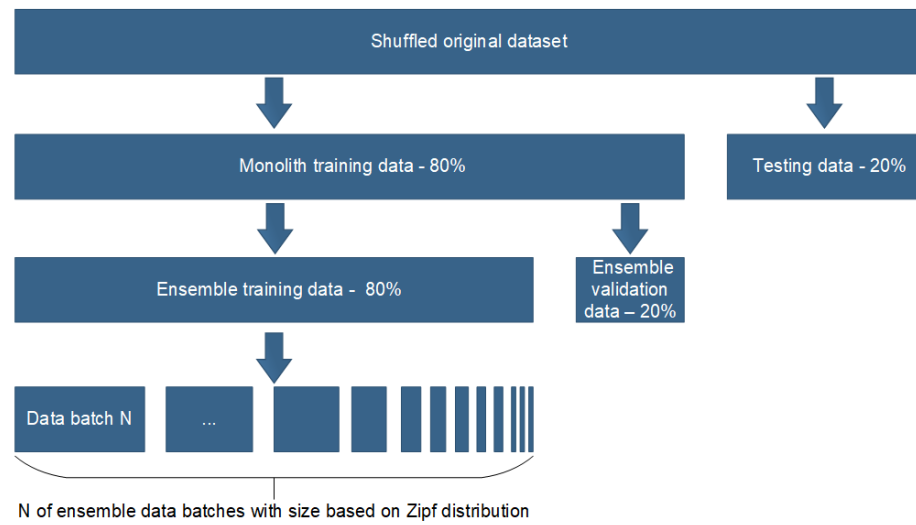 Shuffled original dataset
Monolith training data - 80%
Testing data - 20%
Ensemble training data -  80%
Ensemble
validation
data – 20%
Data batch N
...
N of ensemble data batches with size based on Zipf distribution